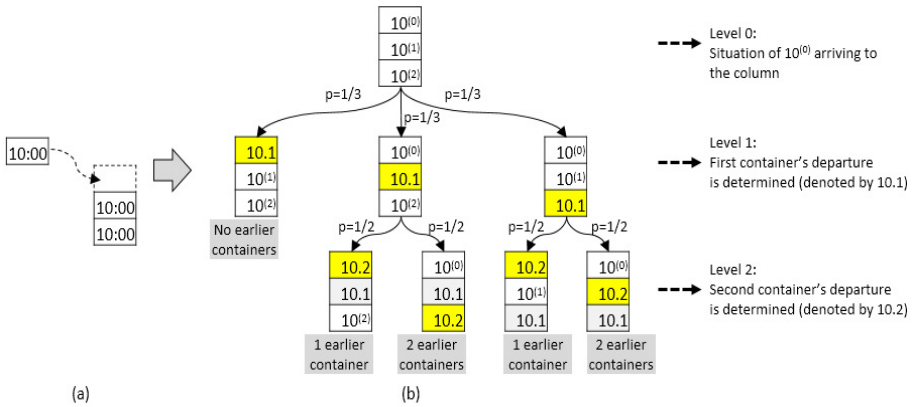 10⁽⁰⁾
10⁽¹⁾
10⁽²⁾
Level 0:
Situation of 10⁽⁰⁾ arriving to
the column
p=1/3
p=1/3
p=1/3
10:00
10:00
10:00
10.1
10⁽¹⁾
10⁽²⁾
No earlier
containers
10⁽⁰⁾
10.1
10⁽²⁾
10⁽⁰⁾
10⁽¹⁾
10.1
Level 1:
First container's departure
is determined (denoted by 10.1)
p=1/2
p=1/2
p=1/2
p=1/2
10.2
10.1
10⁽²⁾
1 earlier
container
10⁽⁰⁾
10.1
10.2
2 earlier
containers
10.2
10⁽¹⁾
10.1
1 earlier
container
10⁽⁰⁾
10.2
10.1
2 earlier
containers
Level 2:
Second container's departure
is determined (denoted by 10.2)
(a)
(b)